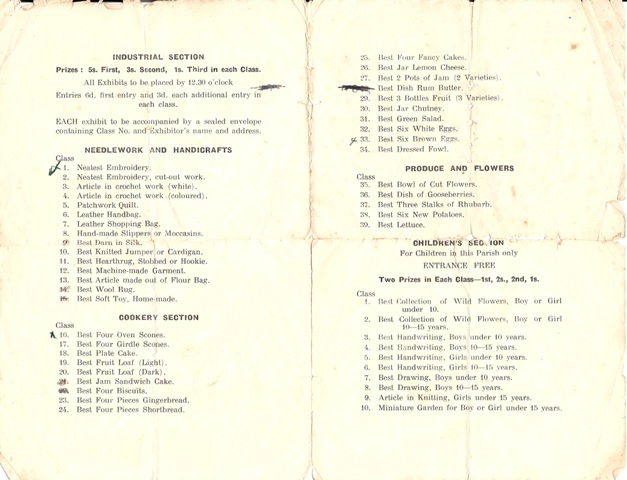 INDUSTRIAL SECTION
Prizes : 5s. First, 3s. Second, 1s. Third in each Class.
All Exhibits to be placed by 12.30 o'clock
Entries 6d. first entry and 3d. each additional entry in
each class.
EACH exhibit to be accompanied by a sealed envelope
containing Class No. and Exhibitor's name and address.
NEEDLEWORK AND HANDICRAFTS
Class
1. Neatest Embroidery.
2. Neatest Embroidery, cut-out work.
3. Article in crochet work (white).
4. Article in crochet work (coloured).
5. Patchwork Quilt.
6. Leather Handbag.
7. Leather Shopping Bag.
8. Hand-made Slippers or Moccasins.
9. Best Darn in Silk.
10. Best Knitted Jumper or Cardigan.
11. Best Hearthrug, Stobbed or Hookie.
12. Best Machine-made Garment.
13. Best Article made out of Flour Bag.
14. Best Wool Rug.
15. Best Soft Toy, Home-made.
COOKERY SECTION
Class
16. Best Four Oven Scones.
17. Best Four Girdle Scones.
18. Best Plate Cake.
19. Best Fruit Loaf (Light).
20. Best Fruit Loaf (Dark).
21. Best Jam Sandwich Cake.
Best Four Biscuits.
23. Best Four Pieces Gingerbread.
24. Best Four Pieces Shortbread.
25. Best Four Fancy Cakes.
26. Best Jar Lemon Cheese.
27. Best 2 Pots of Jam (2 Varieties).
Best Dish Rum Butter.
29. Best 3 Bottles Fruit (3 Varieties).
30. Best Jar Chutney.
31. Best Green Salad.
32. Best Six White Eggs.
33. Best Six Brown Eggs.
34. Best Dressed Fowl.
PRODUCE AND FLOWERS
Class
35. Best Bowl of Cut Flowers.
36. Best Dish of Gooseberries.
37. Best Three Stalks of Rhubarb.
38. Best Six New Potatoes.
39. Best Lettuce.
CHILDREN'S SECTION
For Children in this Parish only
ENTRANCE FREE
Two Prizes in Each Class—1st, 2s., 2nd, 1s.
Class
1. Best Collection of Wild Flowers, Boy or Girl
under 10.
2. Best Collection of Wild Flowers, Boy or Girl
10—15 years.
3. Best Handwriting, Boys under 10 years.
4. Best Handwriting, Boys 10—15 years.
5. Best Handwriting, Girls under 10 years.
6. Best Handwriting, Girls 10—15 years.
7. Best Drawing, Boys under 10 years.
8. Best Drawing, Boys 10—15 years.
9. Article in Knitting, Girls under 15 years.
10. Miniature Garden for Boy or Girl under 15 years.